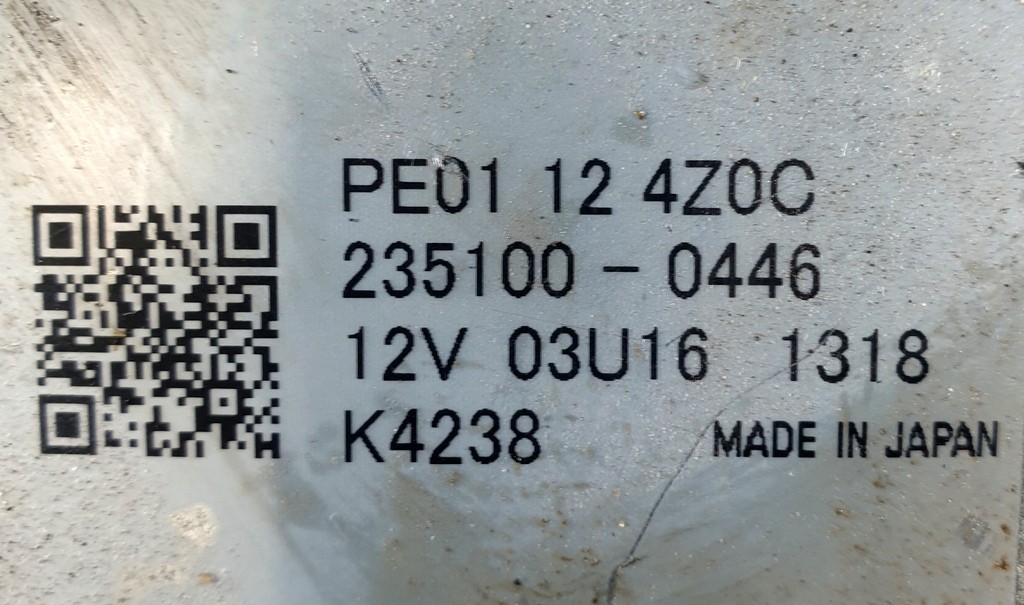 PE01 12 4Z0C
235100-0446
12V 03U16 1318
K4238 MADE IN JAPAN